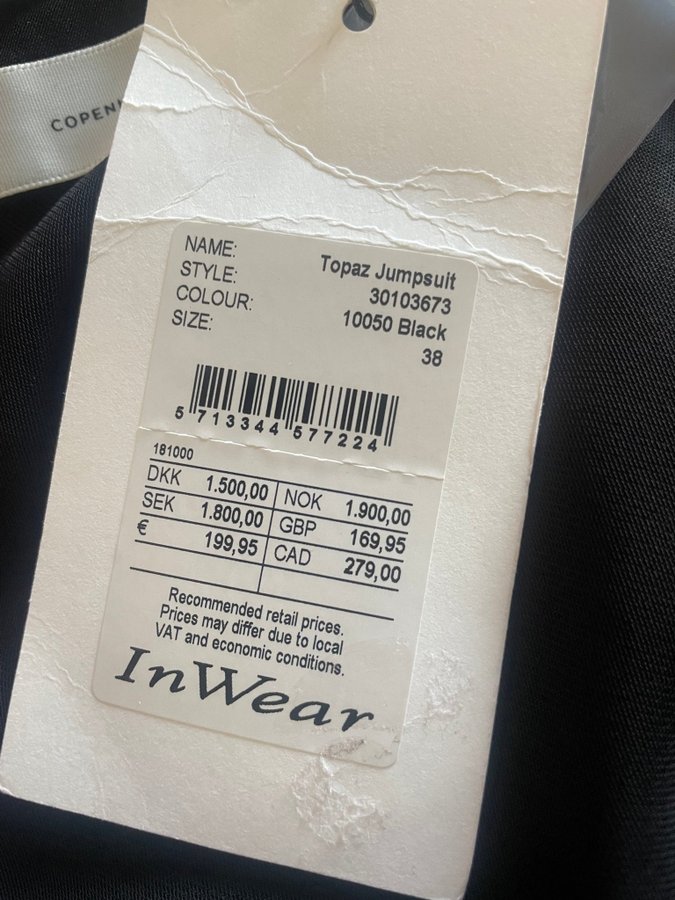 COPEN
NAME: Topaz Jumpsuit
STYLE: 30103673
COLOUR: 10050 Black
SIZE: 38
5 713344 577224
181000
DKK 1.500,00 NOK 1.900,00
SEK 1.800,00 GBP 169,95
€ 199,95 CAD 279,00
Recommended retail prices.
Prices may differ due to local
VAT and economic conditions.
InWear